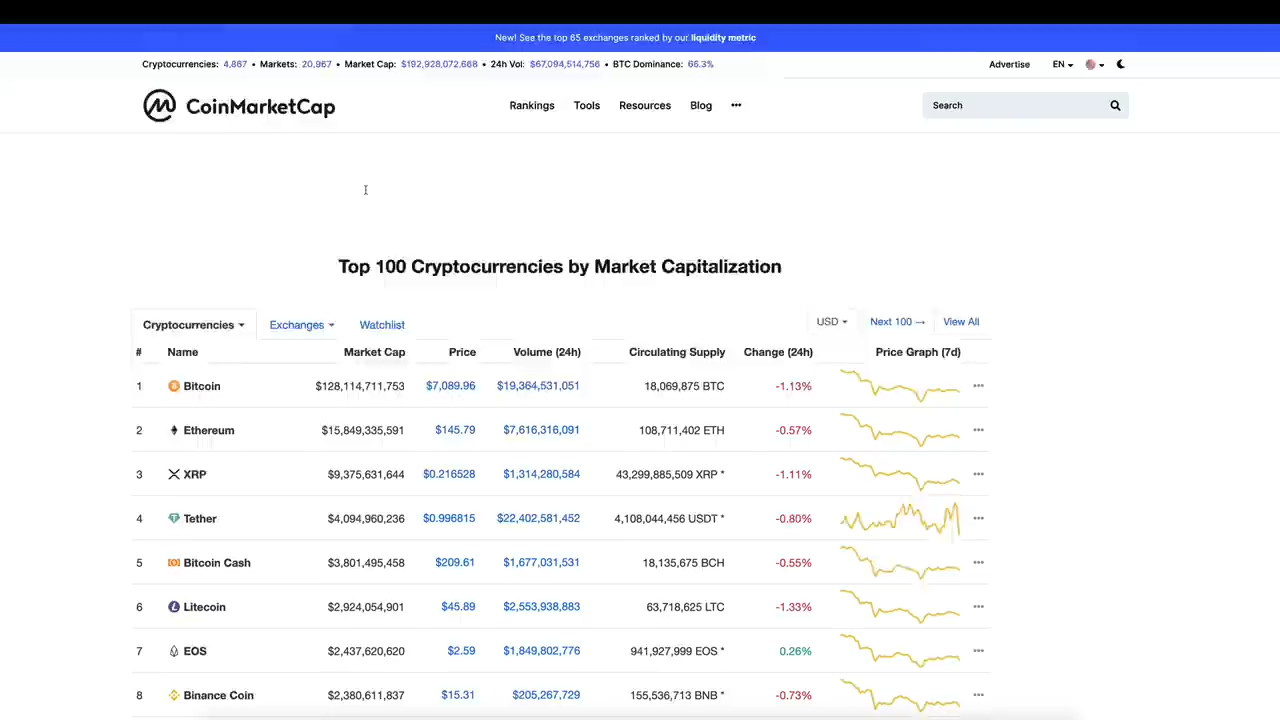 New! See the top 65 exchanges ranked by our liquidity metric
Cryptocurrencies: 4,867 • Markets: 20,967 • Market Cap: $192,928,072,668 • 24h Vol: $67,094,514,756 • BTC Dominance: 66.3% Advertise EN
CoinMarketCap Rankings Tools Resources Blog ••• Search
Top 100 Cryptocurrencies by Market Capitalization
Cryptocurrencies Exchanges Watchlist USD Next 100 → View All
# Name Market Cap Price Volume (24h) Circulating Supply Change (24h) Price Graph (7d)
1 Bitcoin $128,114,711,753 $7,089.96 $19,364,531,051 18,069,875 BTC -1.13%
2 Ethereum $15,849,335,591 $145.79 $7,616,316,091 108,711,402 ETH -0.57%
3 XRP $9,375,631,644 $0.216528 $1,314,280,584 43,299,885,509 XRP * -1.11%
4 Tether $4,094,960,236 $0.996815 $22,402,581,452 4,108,044,456 USDT * -0.80%
5 Bitcoin Cash $3,801,495,458 $209.61 $1,677,031,531 18,135,675 BCH -0.55%
6 Litecoin $2,924,054,901 $45.89 $2,553,938,883 63,718,625 LTC -1.33%
7 EOS $2,437,620,620 $2.59 $1,849,802,776 941,927,999 EOS * 0.26%
8 Binance Coin $2,380,611,837 $15.31 $205,267,729 155,536,713 BNB * -0.73%